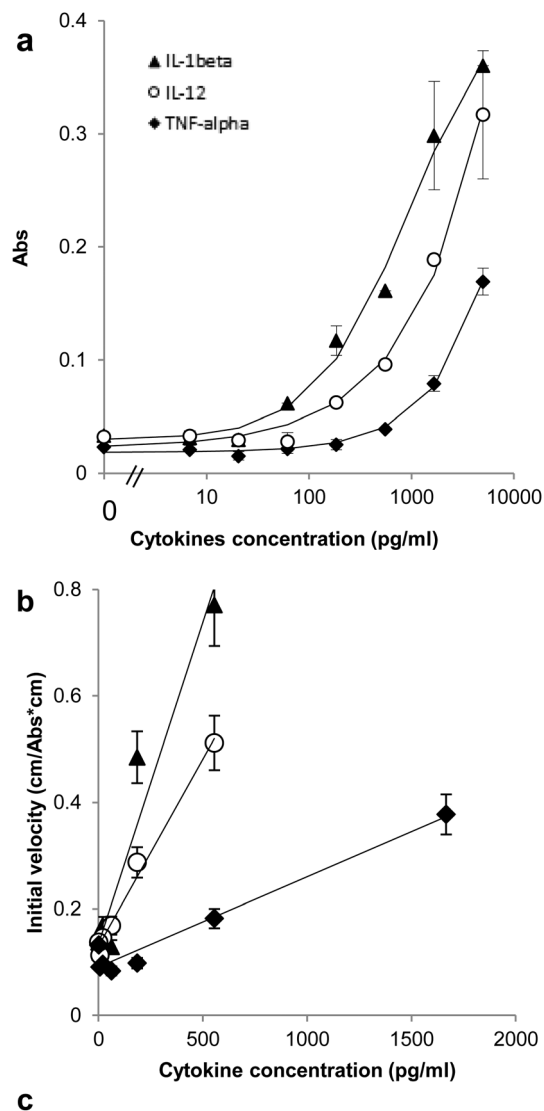 a
0.4
IL-1beta
IL-12
TNF-alpha
0.3
Abs
0.2
0.1
0
0
10
100
1000
10000
Cytokines concentration (pg/ml)
b
0.8
Initial velocity (cm/Abs*cm)
0.6
0.4
0.2
0
0
500
1000
1500
2000
Cytokine concentration (pg/ml)
c